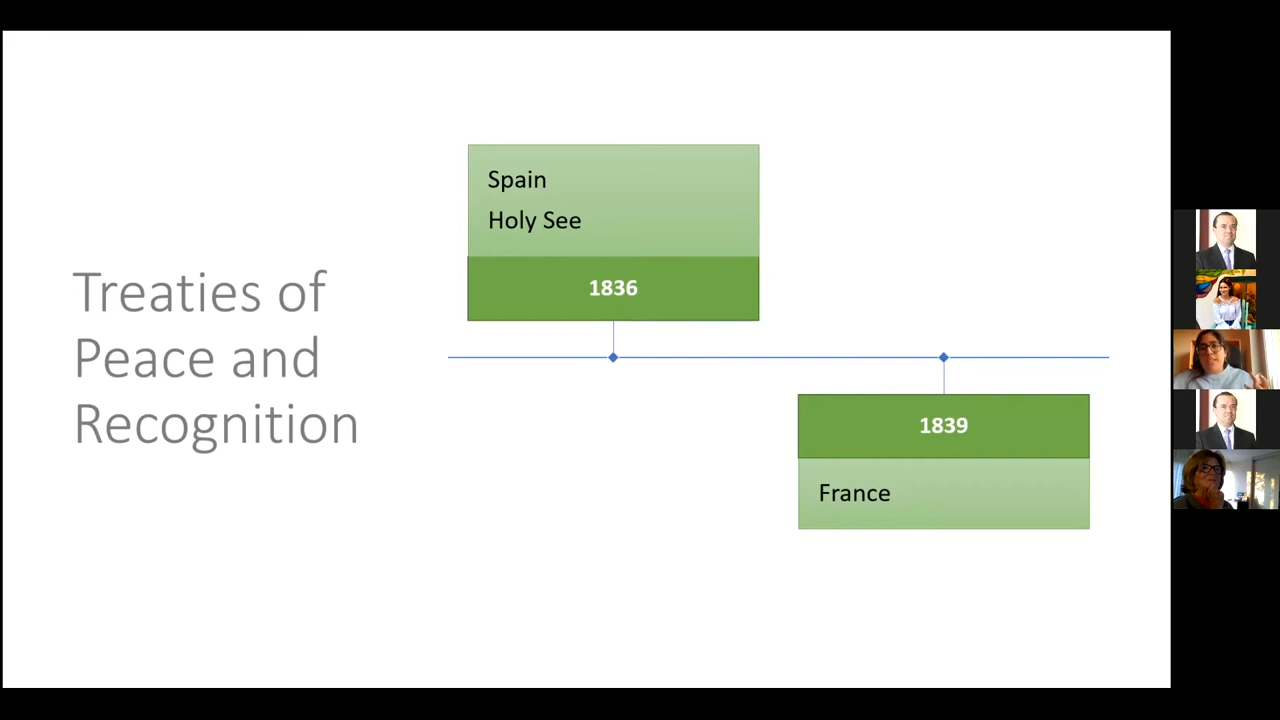 Treaties of
Peace and
Recognition
Spain
Holy See
1836
1839
France